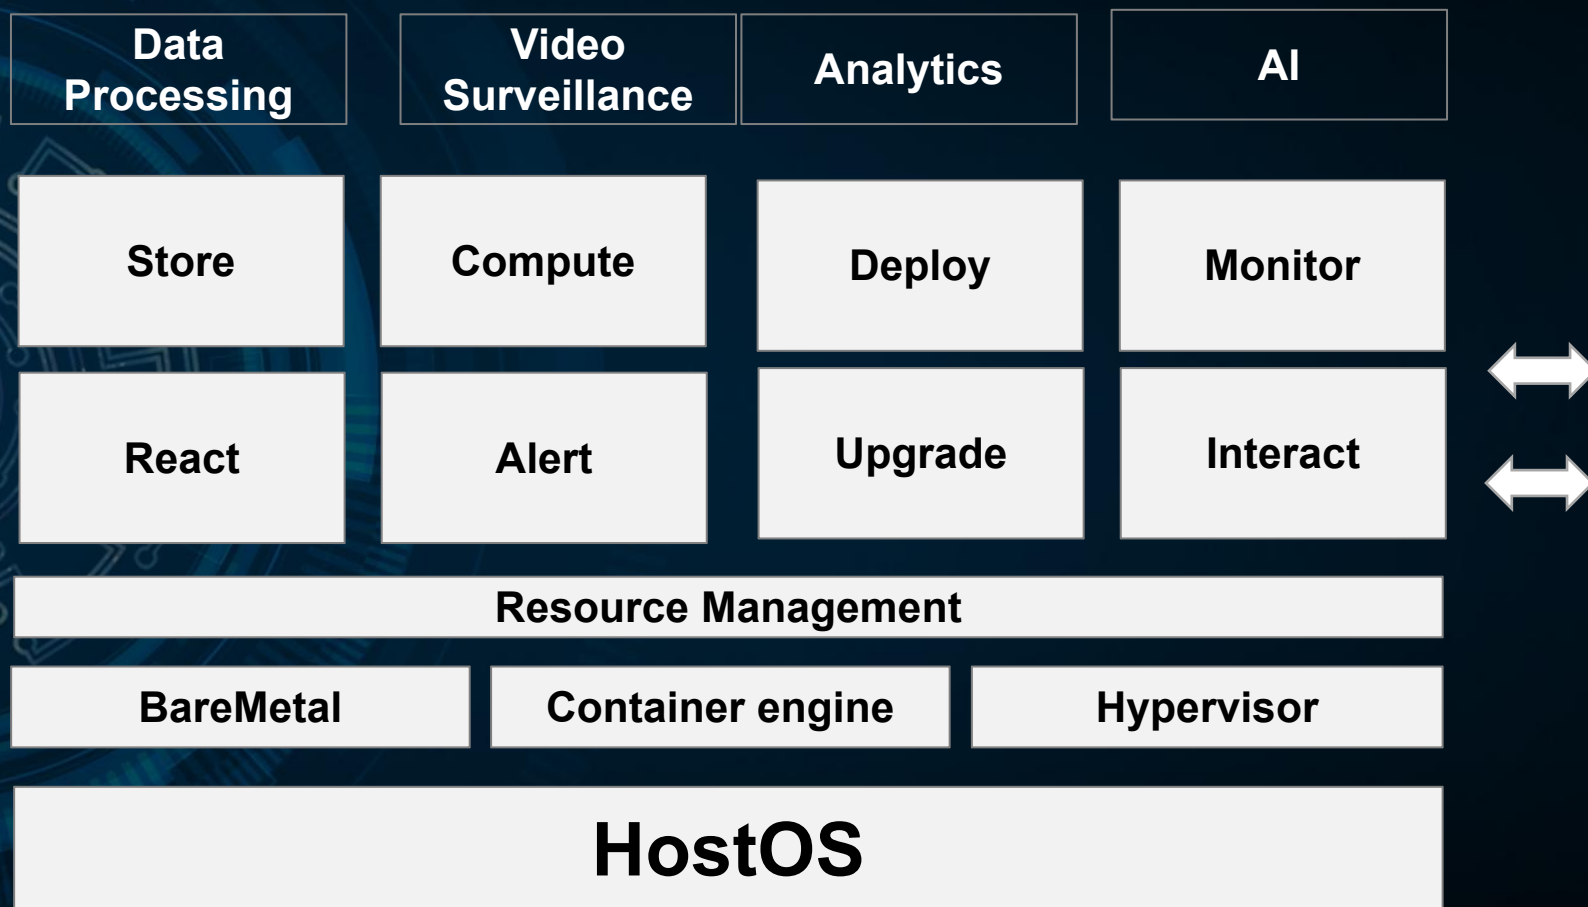 Data
Processing
Video
Surveillance
Analytics
AI
Store
Compute
Deploy
Monitor
React
Alert
Upgrade
Interact
Resource Management
BareMetal
Container engine
Hypervisor
HostOS